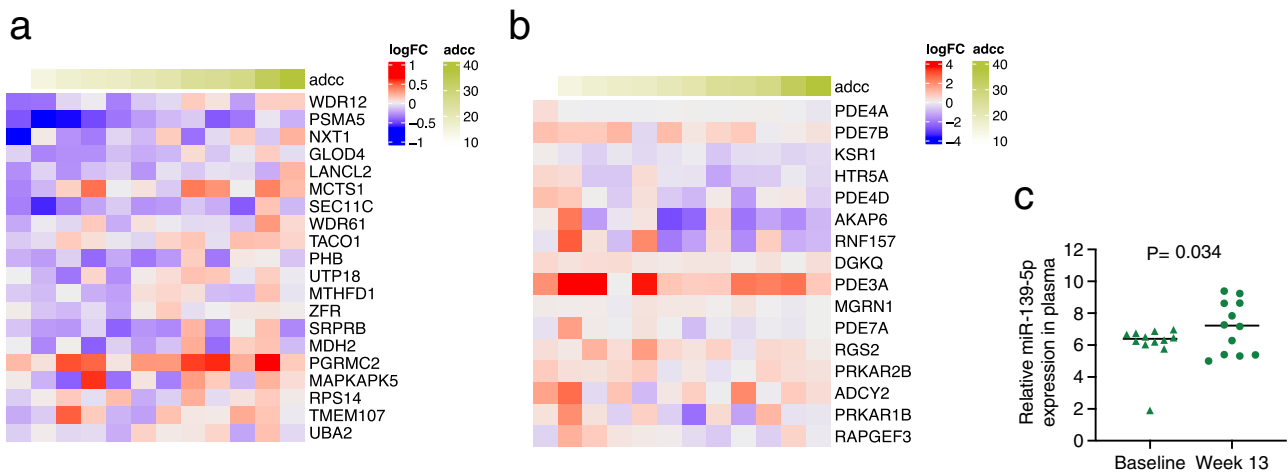 a
logFC adcc
1
0.5
0
−0.5
−1
40
30
20
10
adcc
WDR12
PSMA5
NXT1
GLOD4
LANCL2
MCTS1
SEC11C
WDR61
TACO1
PHB
UTP18
MTHFD1
ZFR
SRPRB
MDH2
PGRMC2
MAPKAPK5
RPS14
TMEM107
UBA2
b
logFC adcc
4
2
0
−2
−4
40
30
20
10
adcc
PDE4A
PDE7B
KSR1
HTR5A
PDE4D
AKAP6
RNF157
DGKQ
PDE3A
MGRN1
PDE7A
RGS2
PRKAR2B
ADCY2
PRKAR1B
RAPGEF3
c
P= 0.034
Relative miR-139-5p
expression in plasma
12
10
8
6
4
2
0
Baseline Week 13